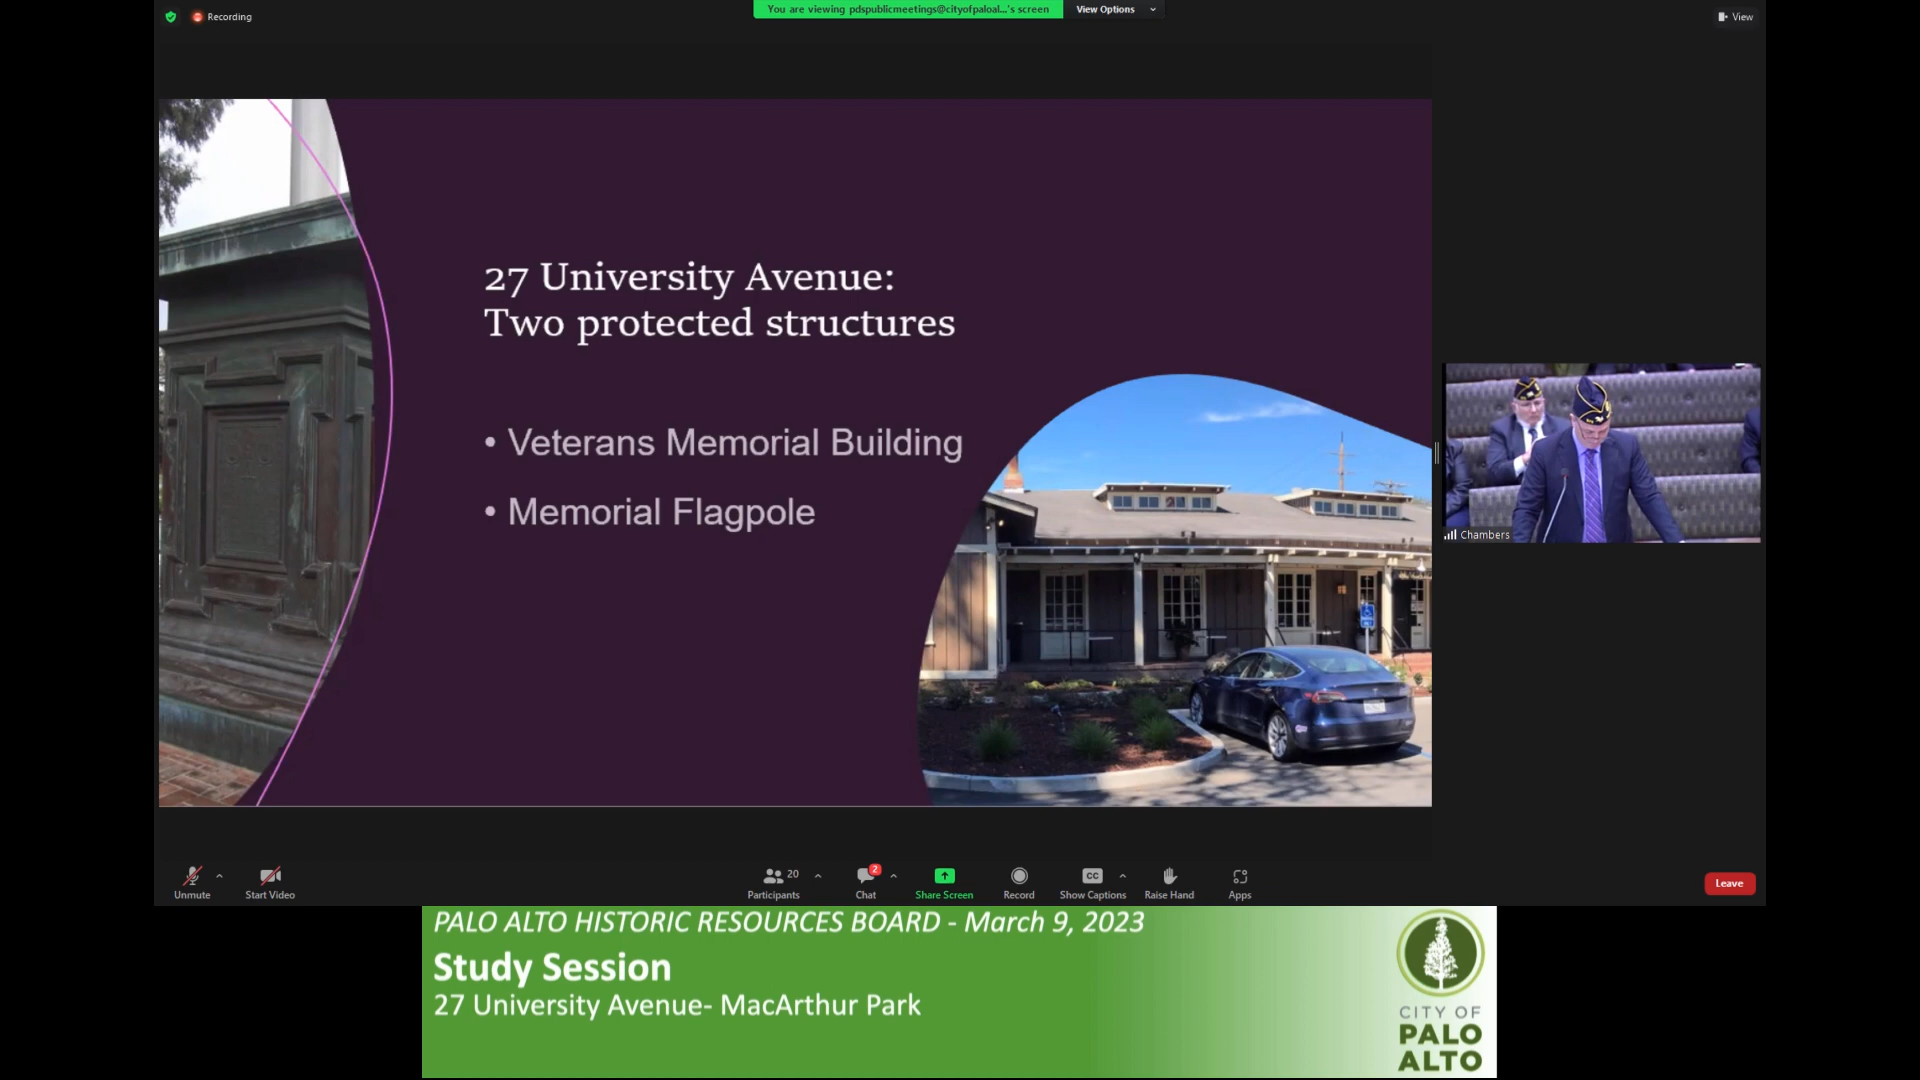 Recording
You are viewing pdspublicmeetings@cityofpaloal...'s screen
View Options
View
27 University Avenue:
Two protected structures
• Veterans Memorial Building
• Memorial Flagpole
Chambers
Unmute
Start Video
Participants
20
Chat
2
Share Screen
Record
CC
Show Captions
Raise Hand
Apps
Leave
PALO ALTO HISTORIC RESOURCES BOARD - March 9, 2023
Study Session
27 University Avenue- MacArthur Park
CITY OF
PALO
ALTO